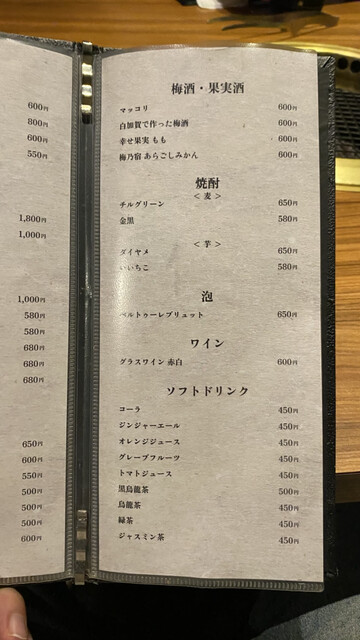 600円
800円
600円
550円
1,800円
1,000円
1,000円
580円
580円
680円
680円
680円
650円
600円
550円
500円
500円
500円
600円
梅酒・果実酒
マッコリ 600円
白加賀で作った梅酒 600円
幸せ果実 もも 600円
梅乃宿 あらごしみかん 600円
焼酎
＜麦＞
チルグリーン 650円
金黒 580円
＜芋＞
ダイヤメ 650円
いいちこ 580円
泡
ベルトゥーレブリュット 650円
ワイン
グラスワイン 赤白 600円
ソフトドリンク
コーラ 450円
ジンジャーエール 450円
オレンジジュース 450円
グレープフルーツ 450円
トマトジュース 450円
黒烏龍茶 500円
烏龍茶 450円
緑茶 450円
ジャスミン茶 450円